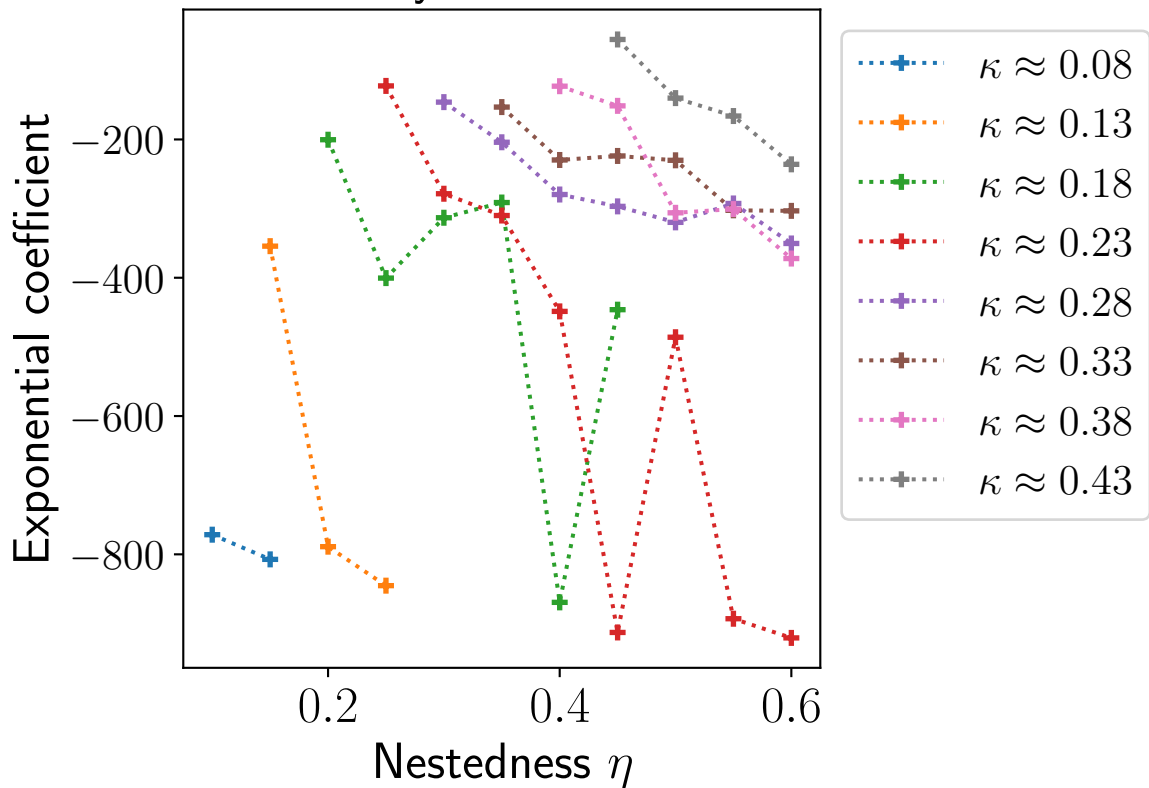 −200
−400
−600
−800
Exponential coefficient
0.2
0.4
0.6
Nestedness η
κ ≈ 0.08
κ ≈ 0.13
κ ≈ 0.18
κ ≈ 0.23
κ ≈ 0.28
κ ≈ 0.33
κ ≈ 0.38
κ ≈ 0.43